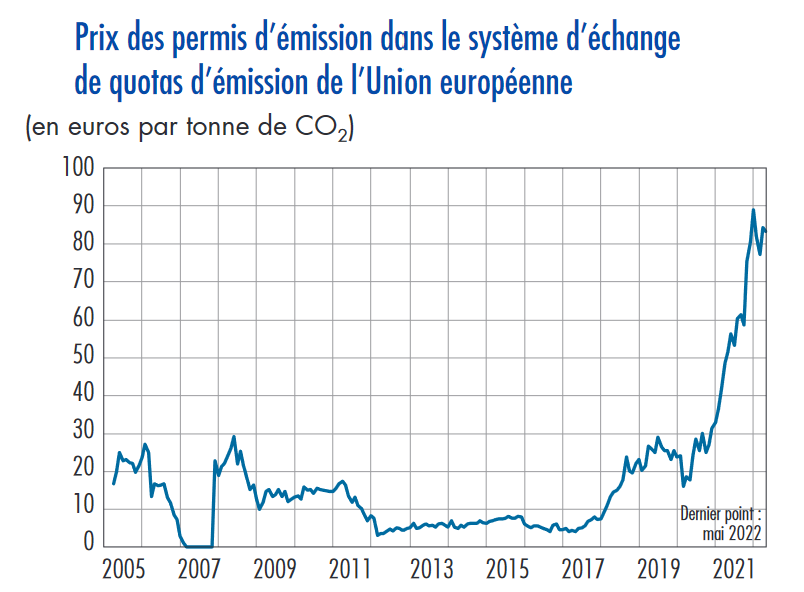 Prix des permis d’émission dans le système d’échange
de quotas d’émission de l’Union européenne
(en euros par tonne de CO₂)
100
90
80
70
60
50
40
30
20
10
0
Dernier point :
mai 2022
2005 2007 2009 2011 2013 2015 2017 2019 2021